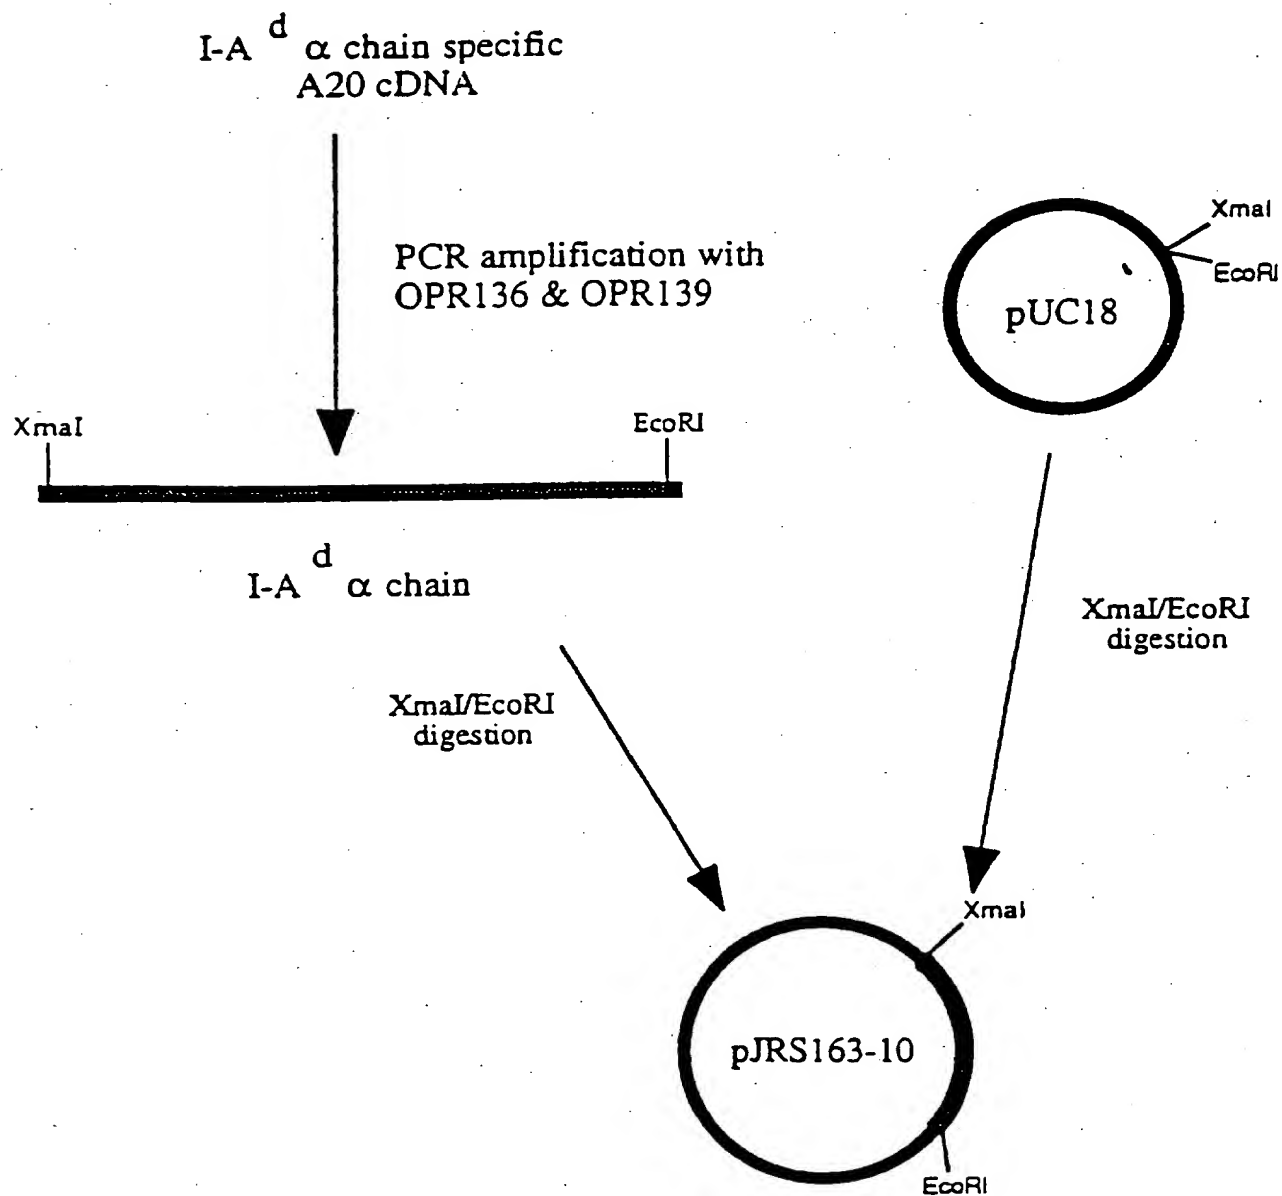 I-A d α chain specific
A20 cDNA
PCR amplification with
OPR136 & OPR139
XmaI
EcoRI
pUC18
XmaI
EcoRI
I-A d α chain
XmaI/EcoRI
digestion
XmaI/EcoRI
digestion
XmaI
pJRS163-10
EcoRI